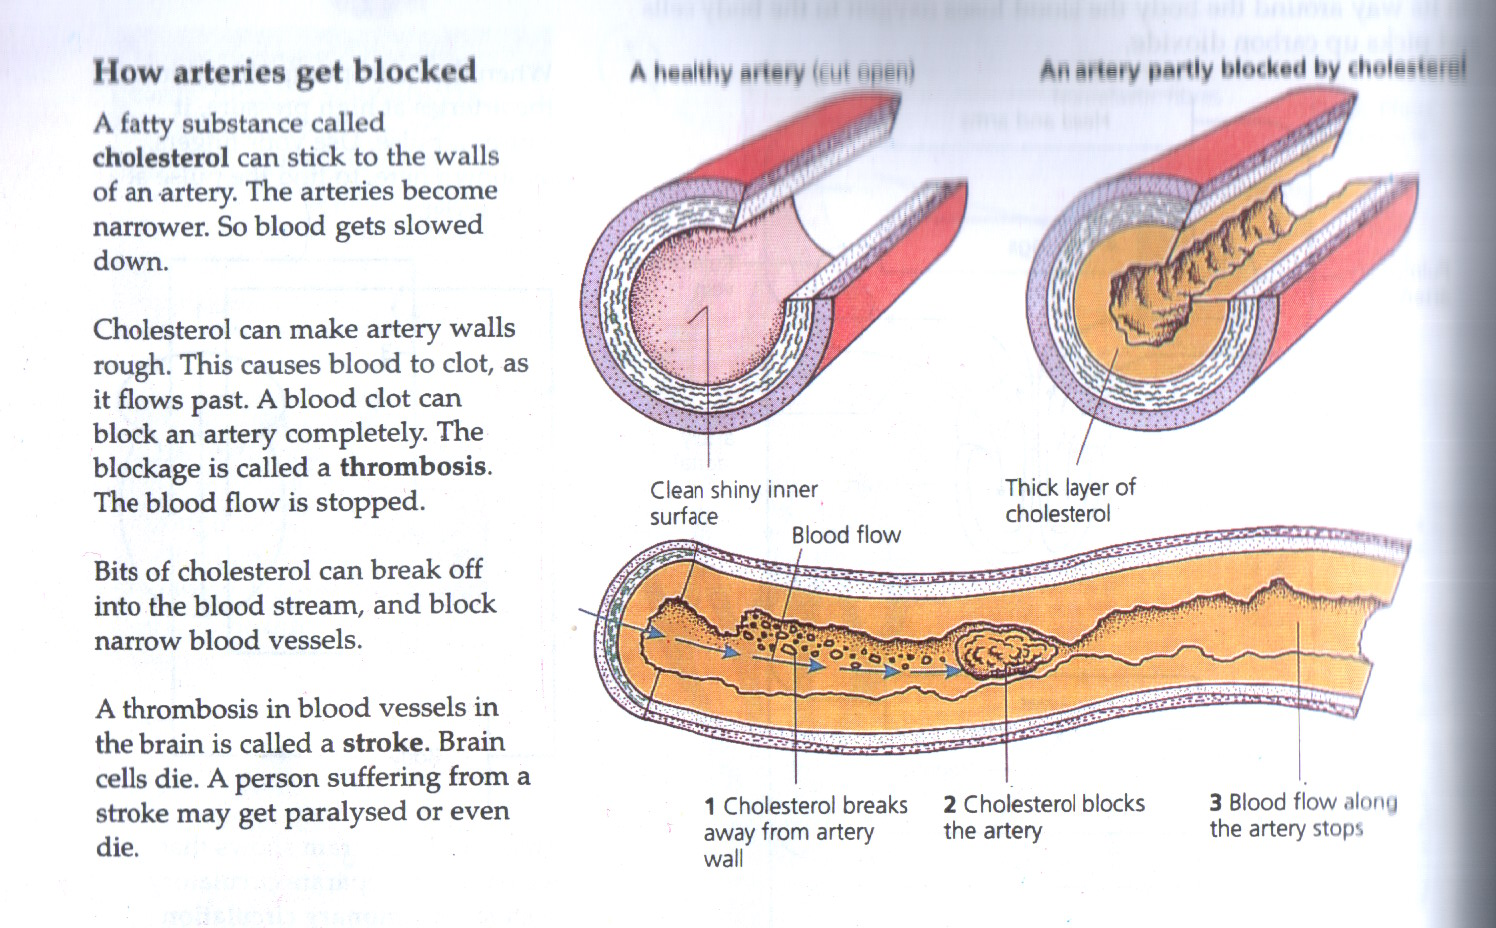 How arteries get blocked
A fatty substance called
cholesterol can stick to the walls
of an artery. The arteries become
narrower. So blood gets slowed
down.
Cholesterol can make artery walls
rough. This causes blood to clot, as
it flows past. A blood clot can
block an artery completely. The
blockage is called a thrombosis.
The blood flow is stopped.
Bits of cholesterol can break off
into the blood stream, and block
narrow blood vessels.
A thrombosis in blood vessels in
the brain is called a stroke. Brain
cells die. A person suffering from a
stroke may get paralysed or even
die.
A healthy artery (cut open)
An artery partly blocked by cholesterol
Clean shiny inner
surface
Thick layer of
cholesterol
Blood flow
1 Cholesterol breaks
away from artery
wall
2 Cholesterol blocks
the artery
3 Blood flow along
the artery stops